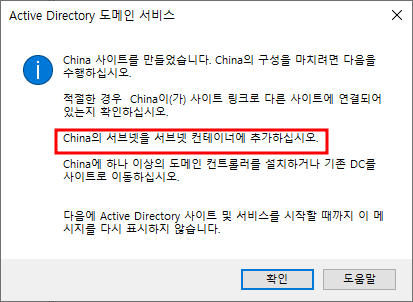 Active Directory 도메인 서비스
China 사이트를 만들었습니다. China의 구성을 마치려면 다음을
수행하십시오.
적절한 경우 China이(가) 사이트 링크로 다른 사이트에 연결되어
있는지 확인하십시오.
China의 서브넷을 서브넷 컨테이너에 추가하십시오.
China에 하나 이상의 도메인 컨트롤러를 설치하거나 기존 DC를
사이트로 이동하십시오.
다음에 Active Directory 사이트 및 서비스를 시작할 때까지 이 메
시지를 다시 표시하지 않습니다.
확인
도움말